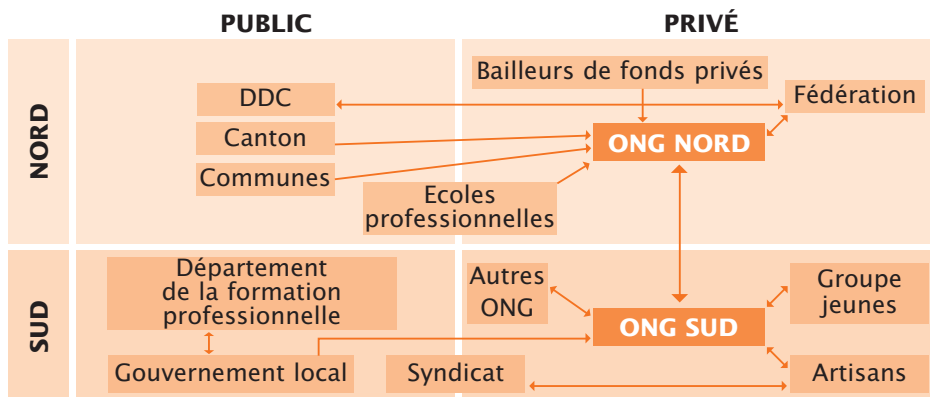 PUBLIC
PRIVÉ
NORD
Bailleurs de fonds privés
DDC
Fédération
Canton
ONG NORD
Communes
Ecoles
professionnelles
SUD
Département
de la formation
professionnelle
Autres
ONG
Groupe
jeunes
ONG SUD
Gouvernement local
Syndicat
Artisans